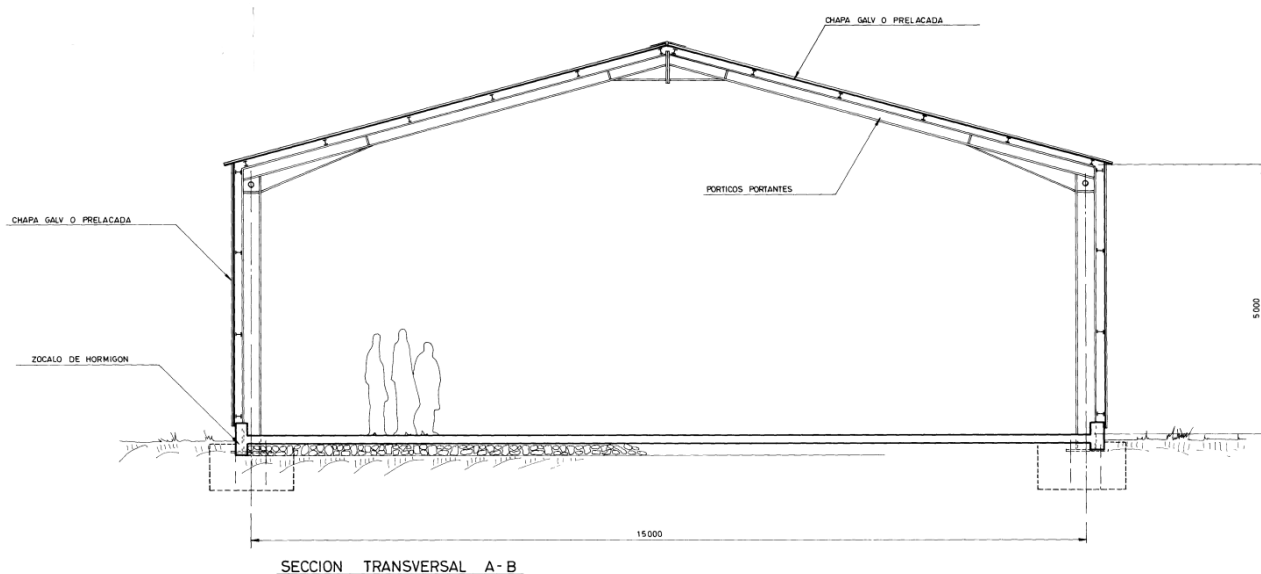 CHAPA GALV O PRELACADA
PORTICOS PORTANTES
CHAPA GALV O PRELACADA
ZOCALO DE HORMIGON
5000
15000
SECCION TRANSVERSAL A-B